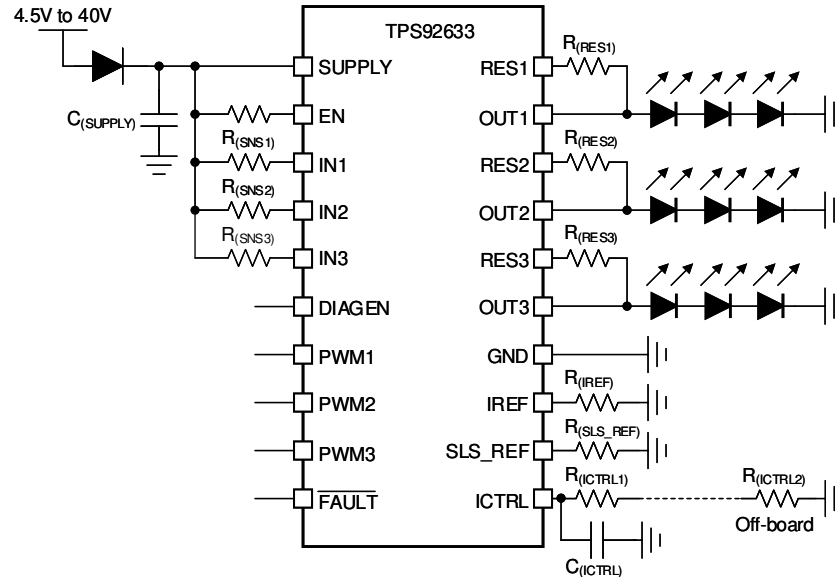 4.5V to 40V
TPS92633
SUPPLY
EN
IN1
IN2
IN3
DIAGEN
PWM1
PWM2
PWM3
FAULT
C(SUPPLY)
R(SNS1)
R(SNS2)
R(SNS3)
RES1
OUT1
RES2
OUT2
RES3
OUT3
GND
IREF
SLS_REF
ICTRL
R(RES1)
R(RES2)
R(RES3)
R(IREF)
R(SLS_REF)
R(ICTRL1)
R(ICTRL2)
Off-board
C(ICTRL)